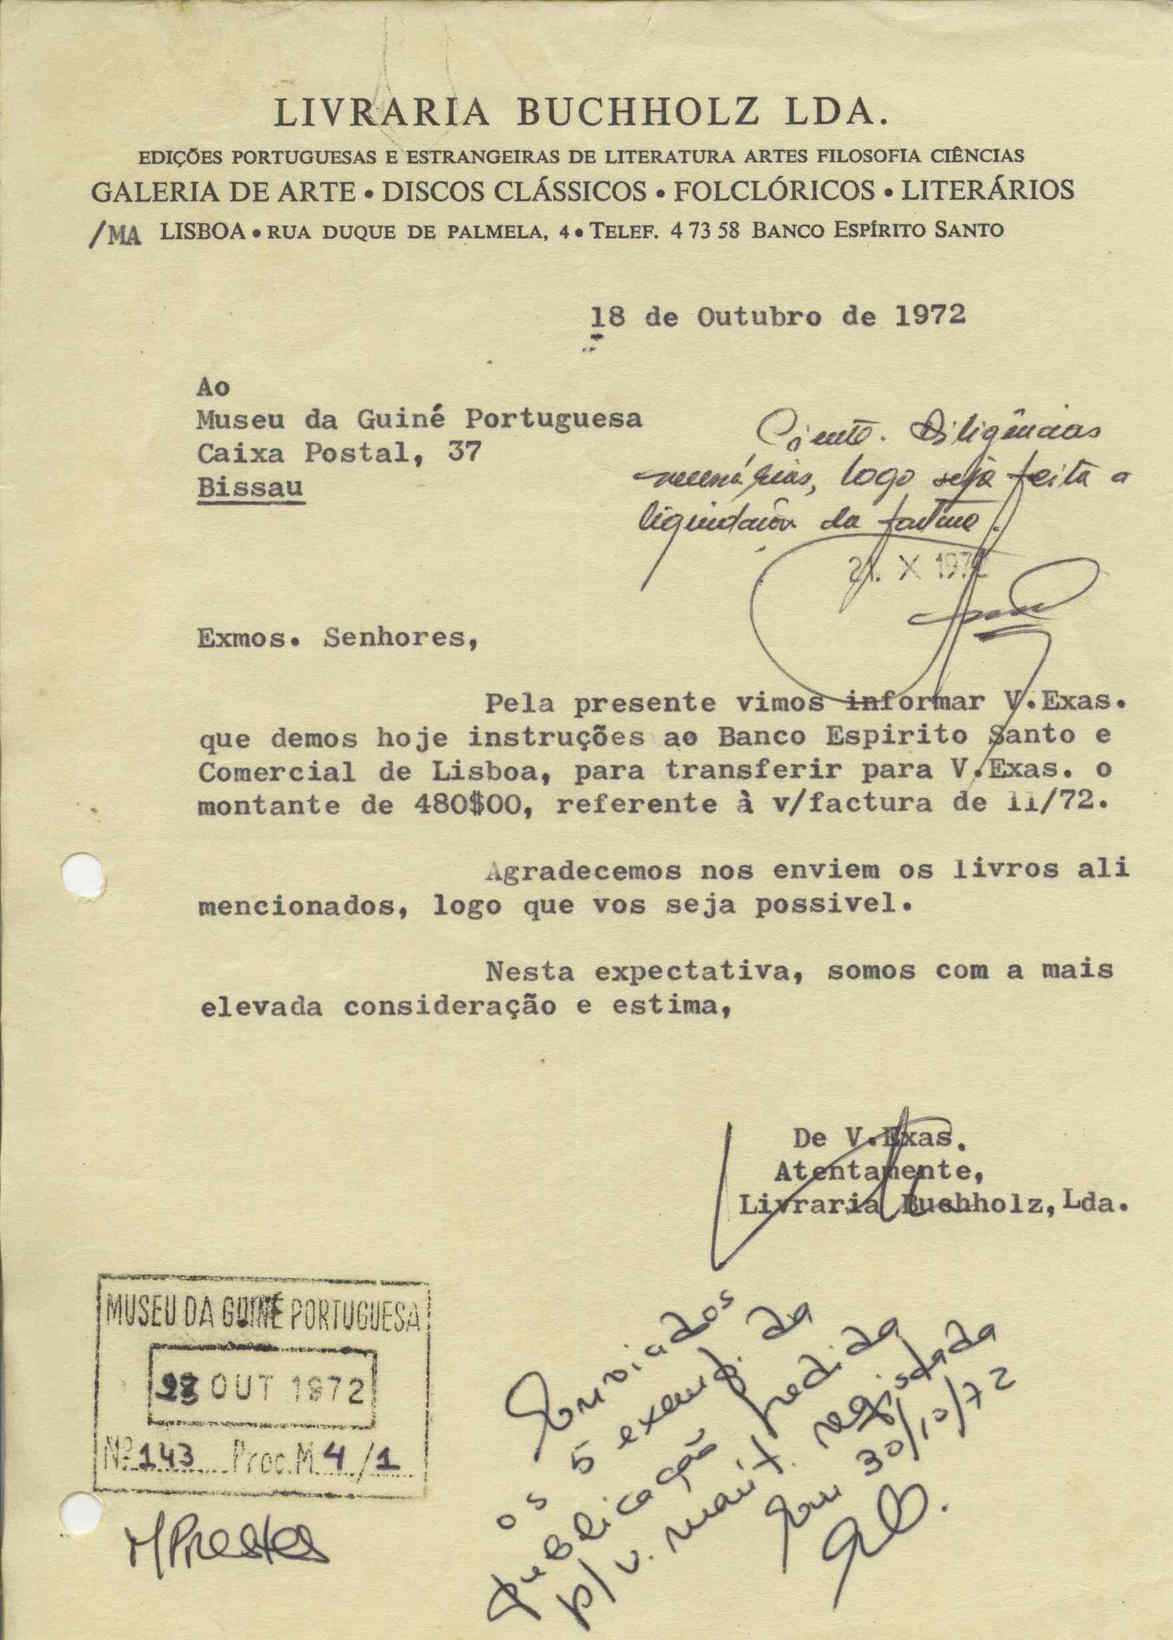 LIVRARIA BUCHHOLZ LDA.
EDIÇÕES PORTUGUESAS E ESTRANGEIRAS DE LITERATURA ARTES FILOSOFIA CIÊNCIAS
GALERIA DE ARTE • DISCOS CLÁSSICOS • FOLCLÓRICOS • LITERÁRIOS
/MA LISBOA • RUA DUQUE DE PALMELA, 4 • TELEF. 4 73 58 BANCO ESPÍRITO SANTO
18 de Outubro de 1972
Ao
Museu da Guiné Portuguesa
Caixa Postal, 37
Bissau
Ciente. Diligências
necessárias, logo seja feita a
liquidação da factura.
X 1972
Exmos. Senhores,
Pela presente vimos informar V.Exas.
que demos hoje instruções ao Banco Espirito Santo e
Comercial de Lisboa, para transferir para V.Exas. o
montante de 480$00, referente à v/factura de 11/72.
Agradecemos nos enviem os livros ali
mencionados, logo que vos seja possivel.
Nesta expectativa, somos com a mais
elevada consideração e estima,
De V.Exas.
Atentamente,
Livraria Buchholz, Lda.
MUSEU DA GUINÉ PORTUGUESA
OUT 1972
Nº 143 Proc. M 4/1
MPrestes
Enviados
os 5 exemp. da
publicação pedida
p/ v. marít. registada
Em 30/10/72